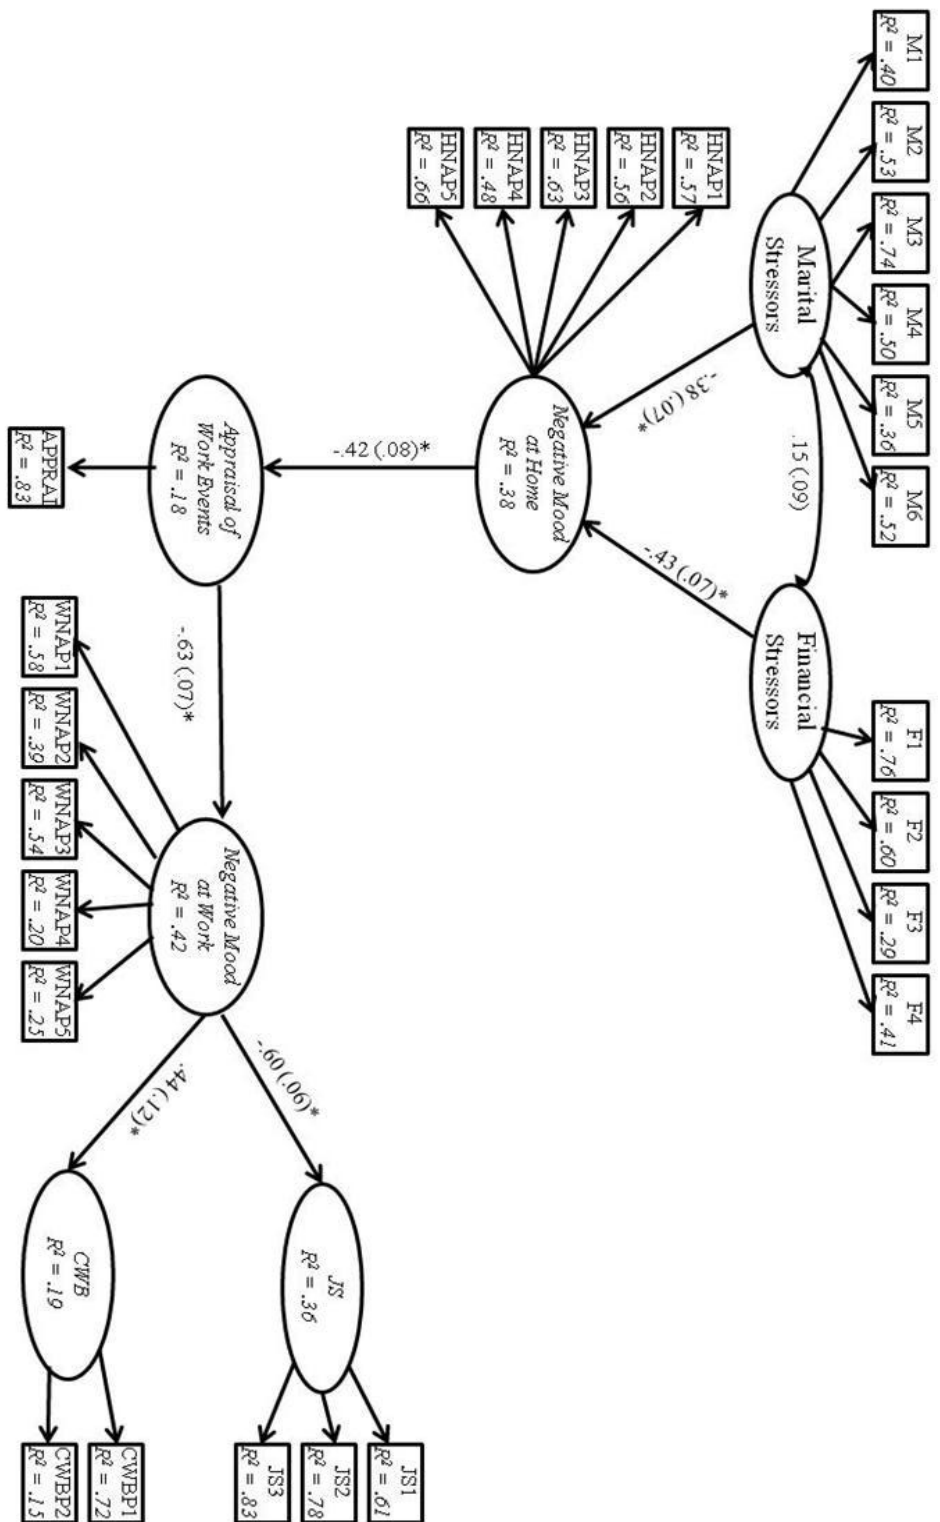 M1
R² = .40
M2
R² = .53
M3
R² = .74
M4
R² = .50
M5
R² = .36
M6
R² = .52
F1
R² = .76
F2
R² = .60
F3
R² = .29
F4
R² = .41
Marital
Stressors
.15 (.09)
Financial
Stressors
HNAP1
R² = .57
HNAP2
R² = .56
HNAP3
R² = .63
HNAP4
R² = .48
HNAP5
R² = .66
-.38 (.07)*
-.43 (.07)*
Negative Mood
at Home
R² = .38
-.42 (.08)*
Appraisal of
Work Events
R² = .18
APPRAI
R² = .83
-.63 (.07)*
Negative Mood
at Work
R² = .42
WNAP1
R² = .58
WNAP2
R² = .39
WNAP3
R² = .54
WNAP4
R² = .20
WNAP5
R² = .25
-.60 (.06)*
.44 (.12)*
JS
R² = .36
JS1
R² = .61
JS2
R² = .78
JS3
R² = .83
CWB
R² = .19
CWBP1
R² = .72
CWBP2
R² = .15